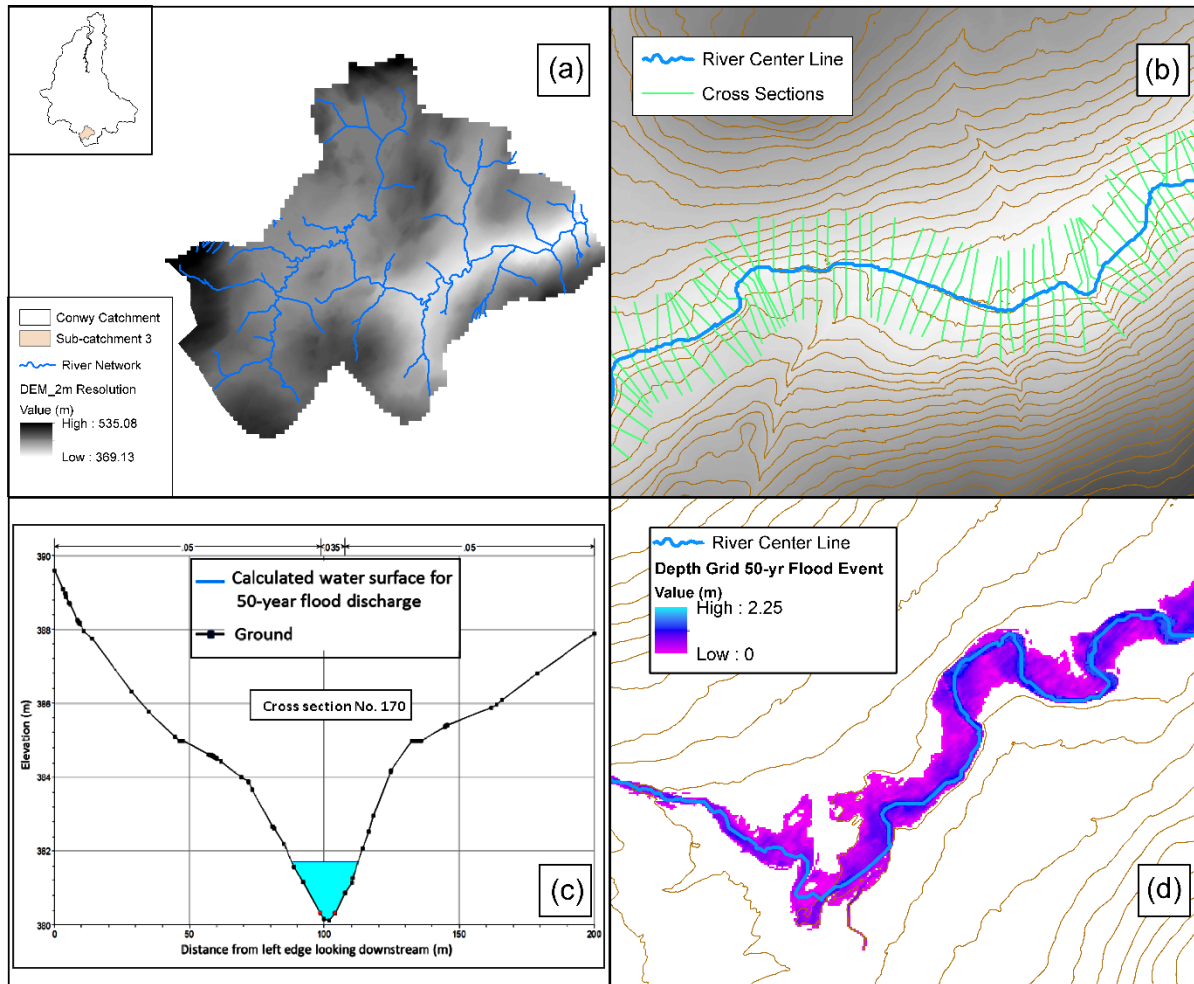 (a)
Conwy Catchment
Sub-catchment 3
River Network
DEM_2m Resolution
Value (m)
High : 535.08
Low : 369.13
River Center Line
Cross Sections
(b)
.05
.035
.05
390
388
386
384
382
380
Elevation (m)
Calculated water surface for
50-year flood discharge
Ground
Cross section No. 170
0
50
100
150
200
Distance from left edge looking downstream (m)
(c)
River Center Line
Depth Grid 50-yr Flood Event
Value (m)
High : 2.25
Low : 0
(d)